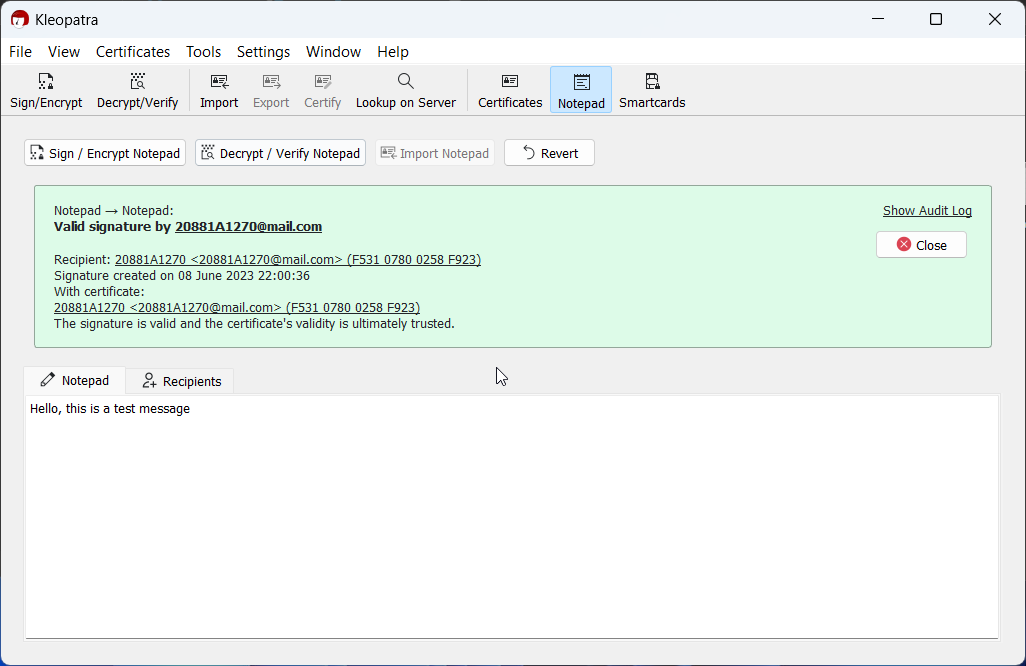 Kleopatra
File View Certificates Tools Settings Window Help
Sign/Encrypt Decrypt/Verify Import Export Certify Lookup on Server Certificates Notepad Smartcards
Sign / Encrypt Notepad Decrypt / Verify Notepad Import Notepad Revert
Notepad → Notepad: Show Audit Log
Valid signature by 20881A1270@mail.com
Close
Recipient: 20881A1270 <20881A1270@mail.com> (F531 0780 0258 F923)
Signature created on 08 June 2023 22:00:36
With certificate:
20881A1270 <20881A1270@mail.com> (F531 0780 0258 F923)
The signature is valid and the certificate's validity is ultimately trusted.
Notepad Recipients
Hello, this is a test message